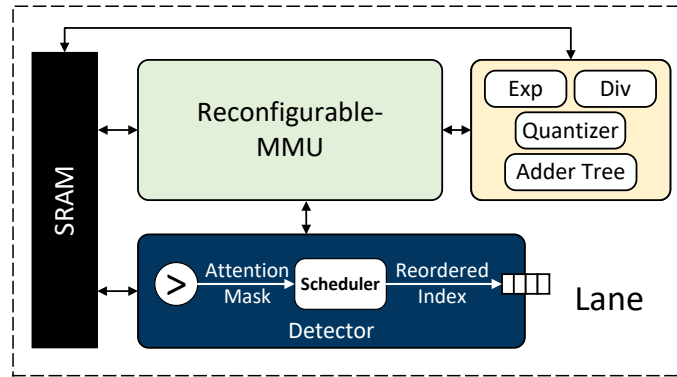 SRAM
Reconfigurable-
MMU
Exp
Div
Quantizer
Adder Tree
>
Attention
Mask
Scheduler
Reordered
Index
Detector
Lane